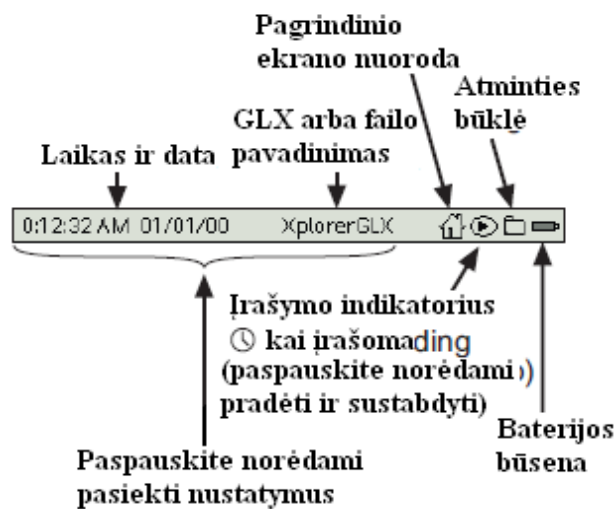 Pagrindinio
ekrano nuoroda
Atminties
būklė
GLX arba failo
pavadinimas
Laikas ir data
0:12:32 AM 01/01/00 XplorerGLX
Įrašymo indikatorius
kai įrašomading
(paspauskite norėdami)
pradėti ir sustabdyti)
Baterijos
būsena
Paspauskite norėdami
pasiekti nustatymus